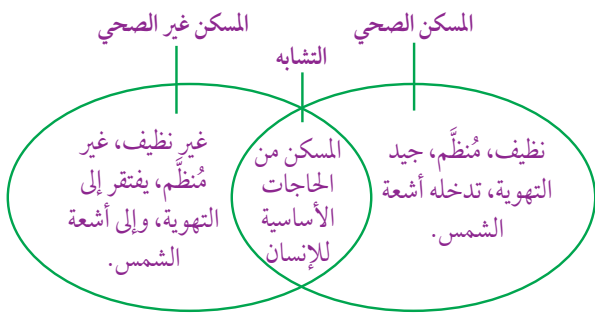 المسكن الصحي
المسكن غير الصحي
التشابه
نظيف، مُنظَّم، جيد
التهوية، تدخله أشعة
الشمس.
المسكن من
الحاجات
الأساسية
للإنسان
غير نظيف، غير
مُنظَّم، يفتقر إلى
التهوية، وإلى أشعة
الشمس.